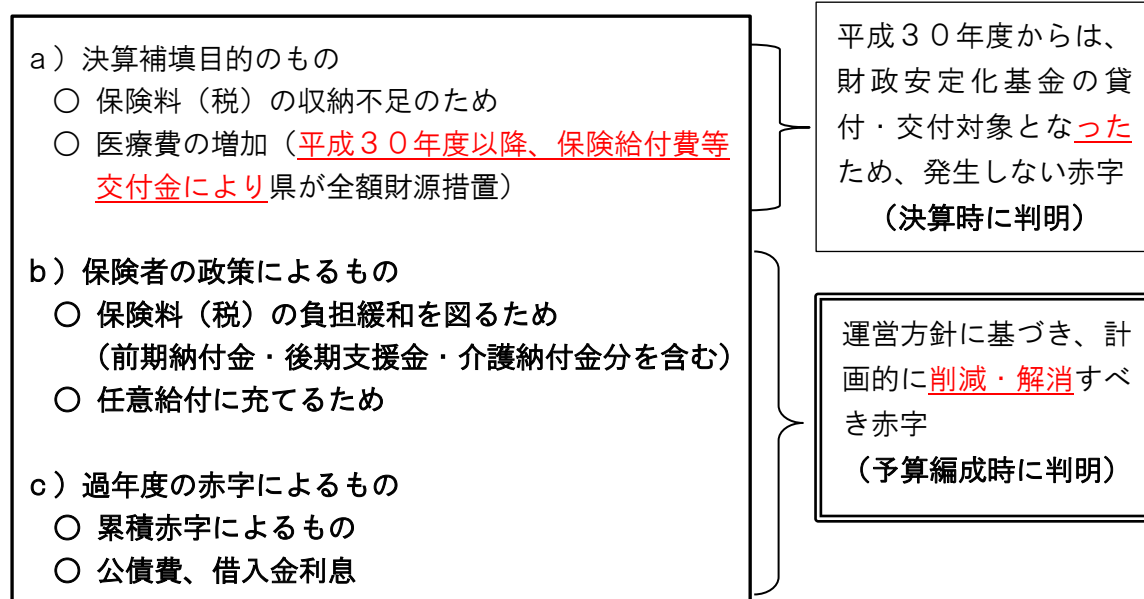 a）決算補填目的のもの
○ 保険料（税）の収納不足のため
○ 医療費の増加（平成３０年度以降、保険給付費等
交付金により県が全額財源措置）
b）保険者の政策によるもの
○ 保険料（税）の負担緩和を図るため
（前期納付金・後期支援金・介護納付金分を含む）
○ 任意給付に充てるため
c）過年度の赤字によるもの
○ 累積赤字によるもの
○ 公債費、借入金利息
平成３０年度からは、
財政安定化基金の貸
付・交付対象となった
ため、発生しない赤字
（決算時に判明）
運営方針に基づき、計
画的に削減・解消すべ
き赤字
（予算編成時に判明）